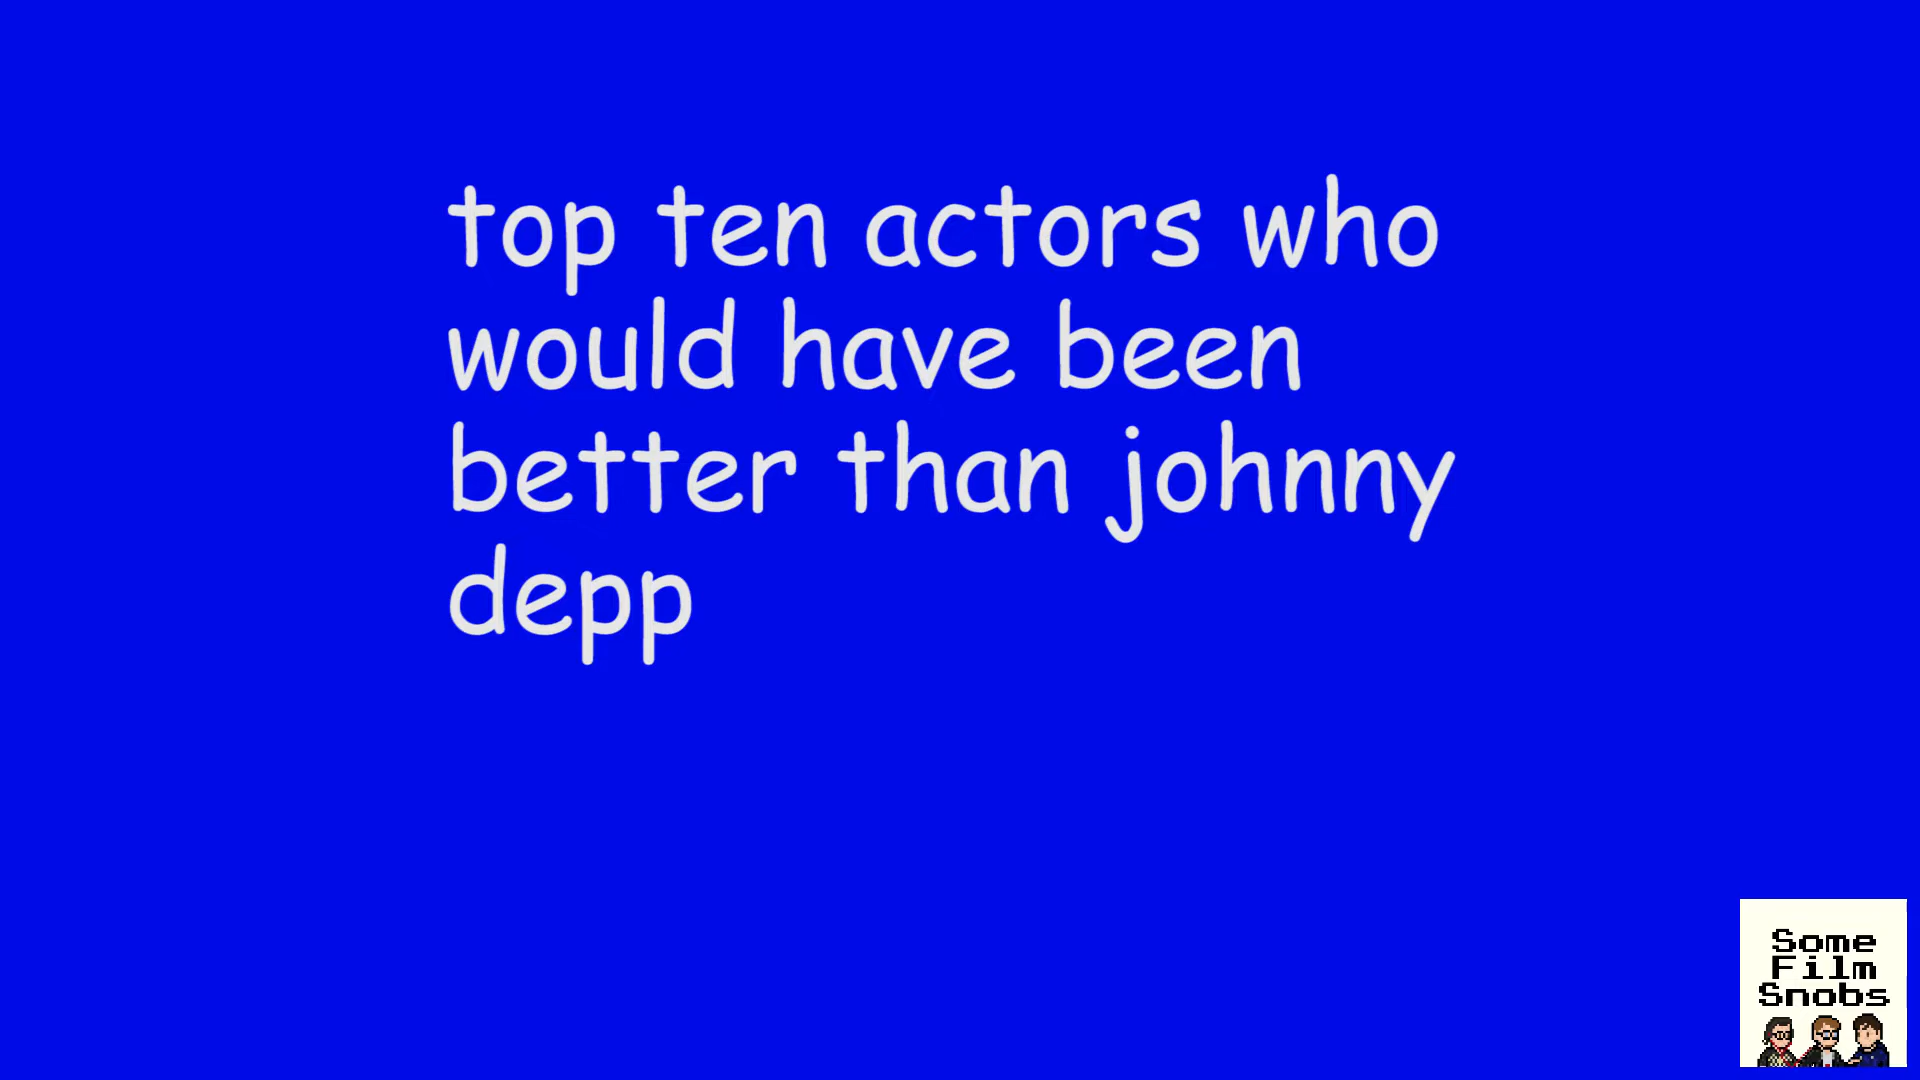 top ten actors who
would have been
better than johnny
depp
Some
Film
Snobs